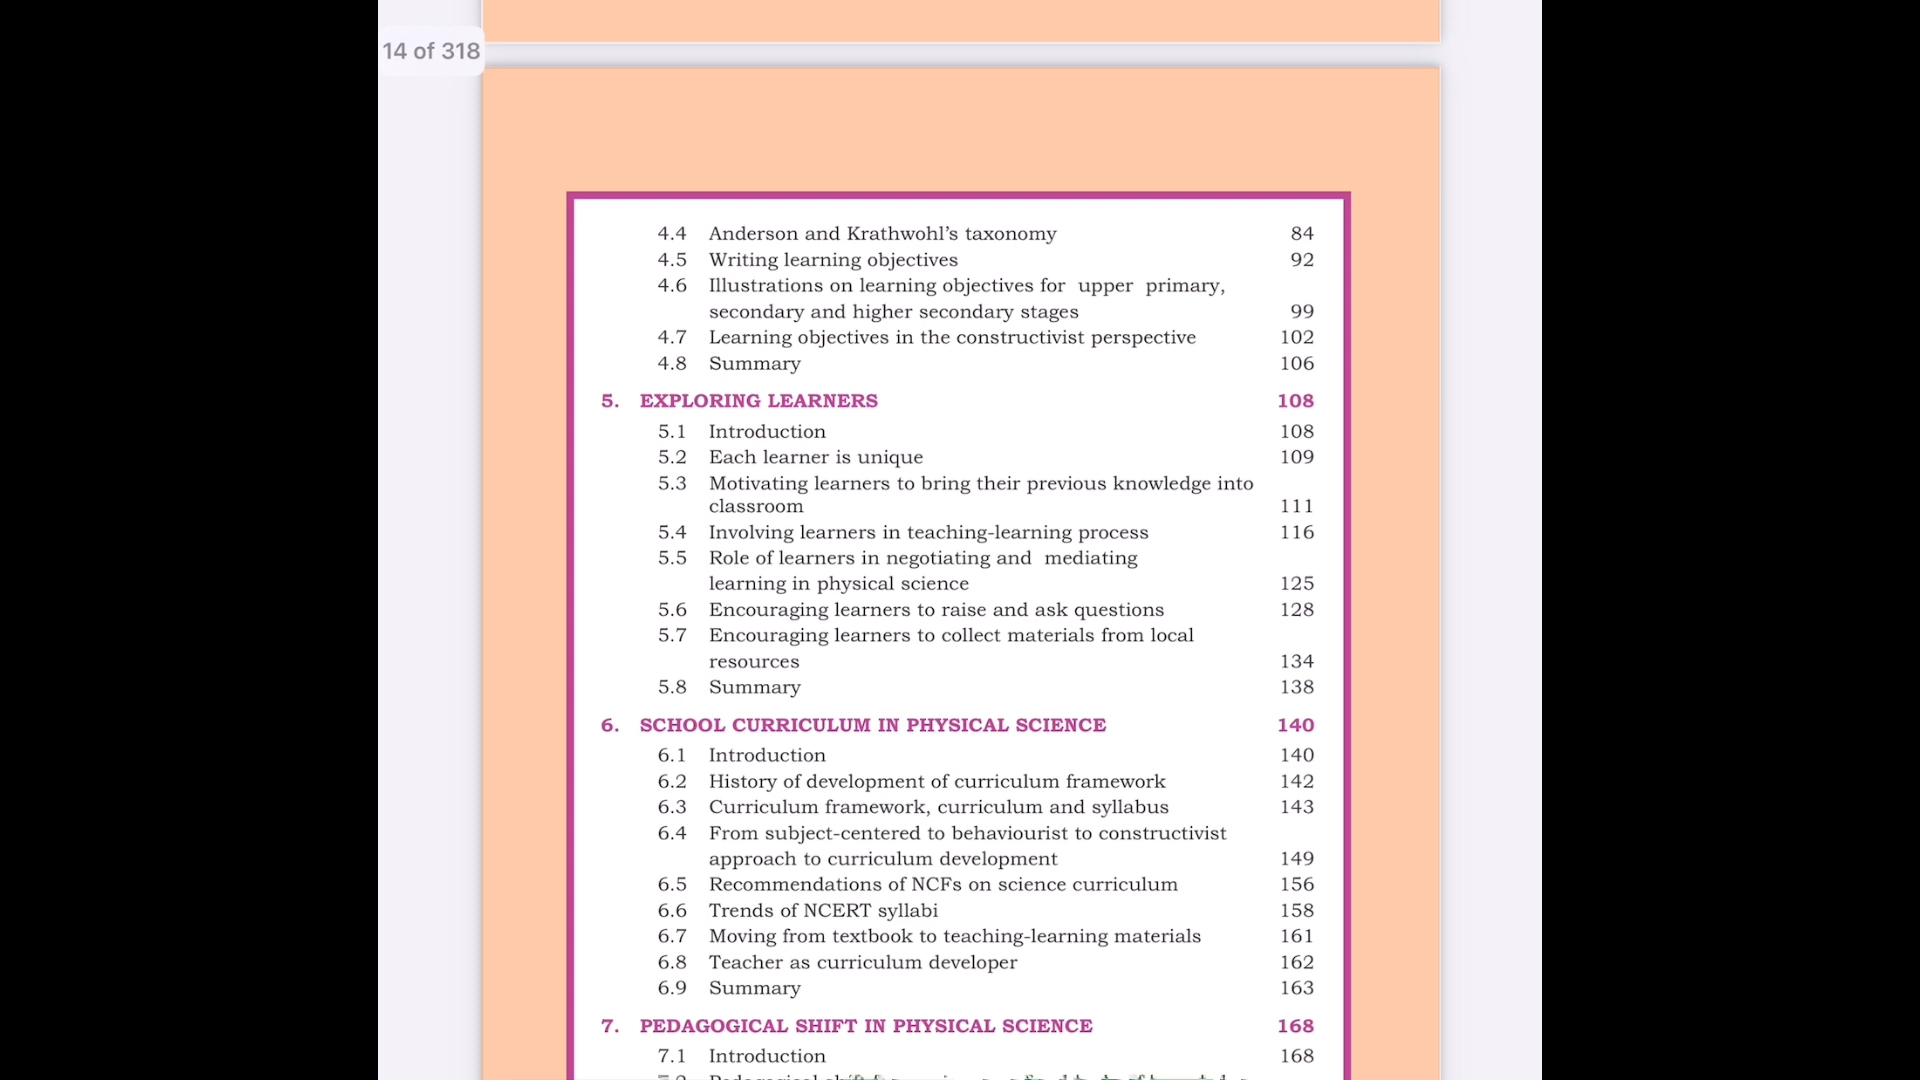 14 of 318
4.4 Anderson and Krathwohl’s taxonomy 84
4.5 Writing learning objectives 92
4.6 Illustrations on learning objectives for upper primary,
secondary and higher secondary stages 99
4.7 Learning objectives in the constructivist perspective 102
4.8 Summary 106
5. EXPLORING LEARNERS 108
5.1 Introduction 108
5.2 Each learner is unique 109
5.3 Motivating learners to bring their previous knowledge into
classroom 111
5.4 Involving learners in teaching-learning process 116
5.5 Role of learners in negotiating and mediating
learning in physical science 125
5.6 Encouraging learners to raise and ask questions 128
5.7 Encouraging learners to collect materials from local
resources 134
5.8 Summary 138
6. SCHOOL CURRICULUM IN PHYSICAL SCIENCE 140
6.1 Introduction 140
6.2 History of development of curriculum framework 142
6.3 Curriculum framework, curriculum and syllabus 143
6.4 From subject-centered to behaviourist to constructivist
approach to curriculum development 149
6.5 Recommendations of NCFs on science curriculum 156
6.6 Trends of NCERT syllabi 158
6.7 Moving from textbook to teaching-learning materials 161
6.8 Teacher as curriculum developer 162
6.9 Summary 163
7. PEDAGOGICAL SHIFT IN PHYSICAL SCIENCE 168
7.1 Introduction 168